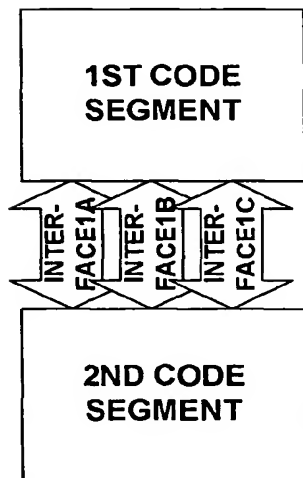 1ST CODE
SEGMENT
INTER-
FACE1A
INTER-
FACE1B
INTER-
FACE1C
2ND CODE
SEGMENT